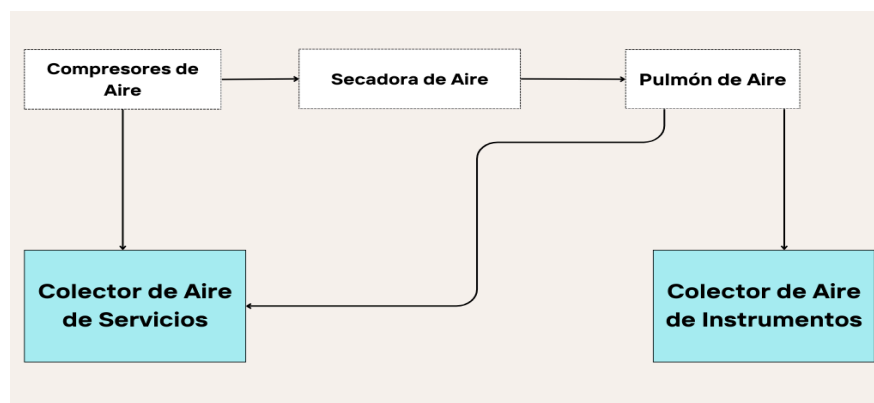 Compresores de
Aire
Secadora de Aire
Pulmón de Aire
Colector de Aire
de Servicios
Colector de Aire
de Instrumentos